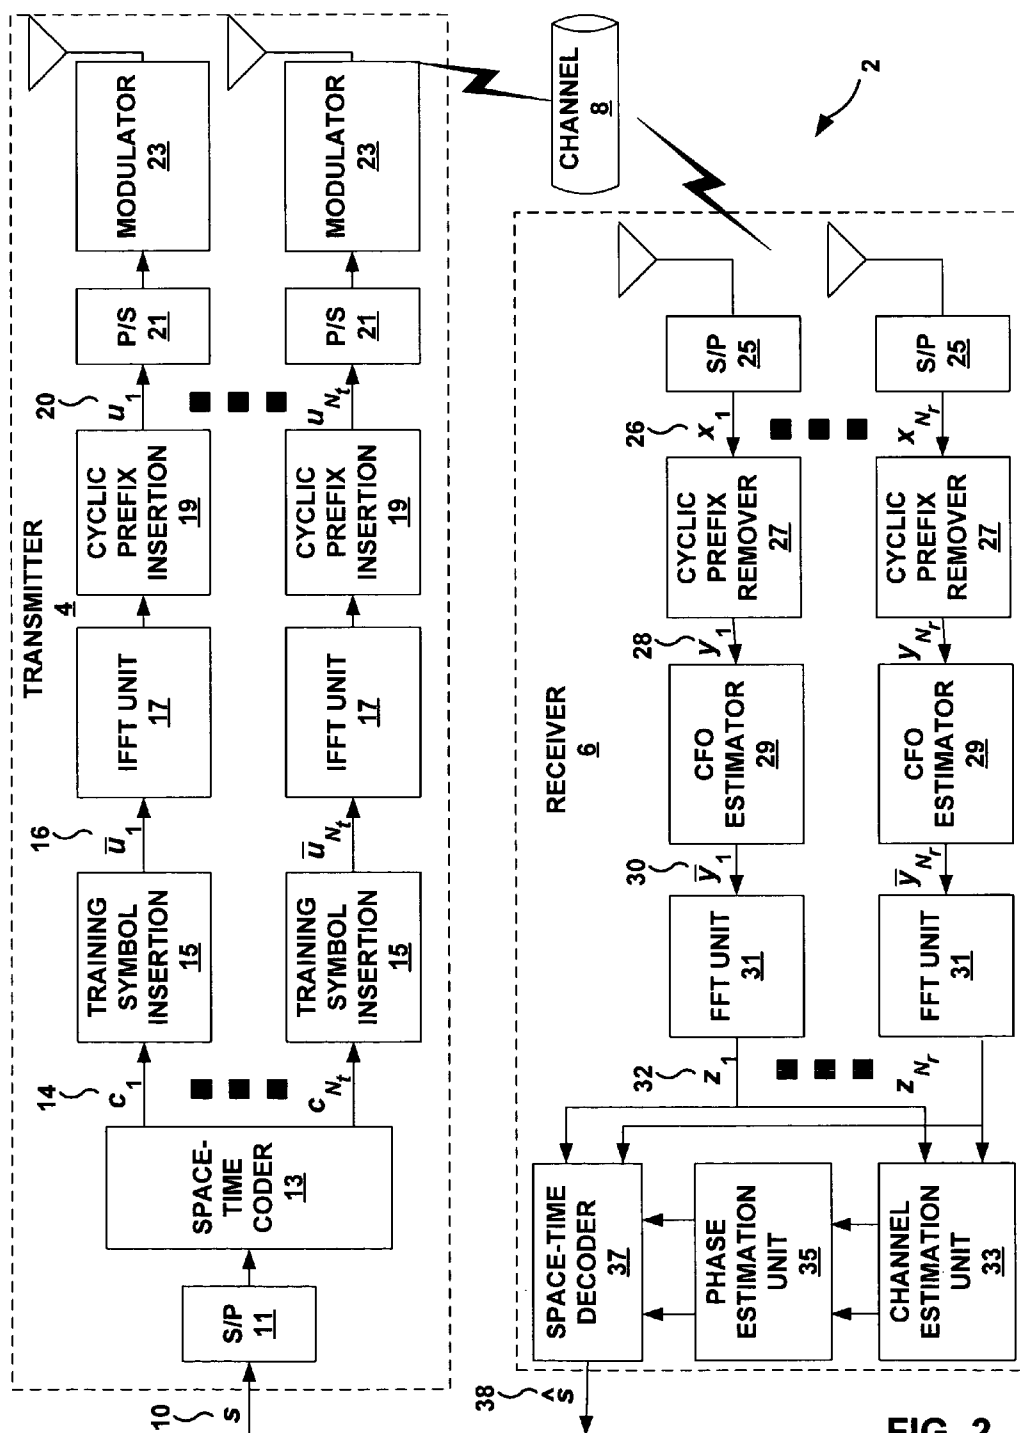 TRANSMITTER
4
10
s
S/P
11
SPACE-
TIME
CODER
13
14
c1
cNt
TRAINING
SYMBOL
INSERTION
15
TRAINING
SYMBOL
INSERTION
15
16
u̅1
u̅Nt
IFFT UNIT
17
IFFT UNIT
17
CYCLIC
PREFIX
INSERTION
19
CYCLIC
PREFIX
INSERTION
19
20
u1
uNt
P/S
21
P/S
21
MODULATOR
23
MODULATOR
23
CHANNEL
8
2
RECEIVER
6
S/P
25
S/P
25
26
x1
xNr
CYCLIC
PREFIX
REMOVER
27
CYCLIC
PREFIX
REMOVER
27
28
y1
yNr
CFO
ESTIMATOR
29
CFO
ESTIMATOR
29
30
y̅1
y̅Nr
FFT UNIT
31
FFT UNIT
31
32
z1
zNr
SPACE-TIME
DECODER
37
PHASE
ESTIMATION
UNIT
35
CHANNEL
ESTIMATION
UNIT
33
38
ŝ
FIG. 2